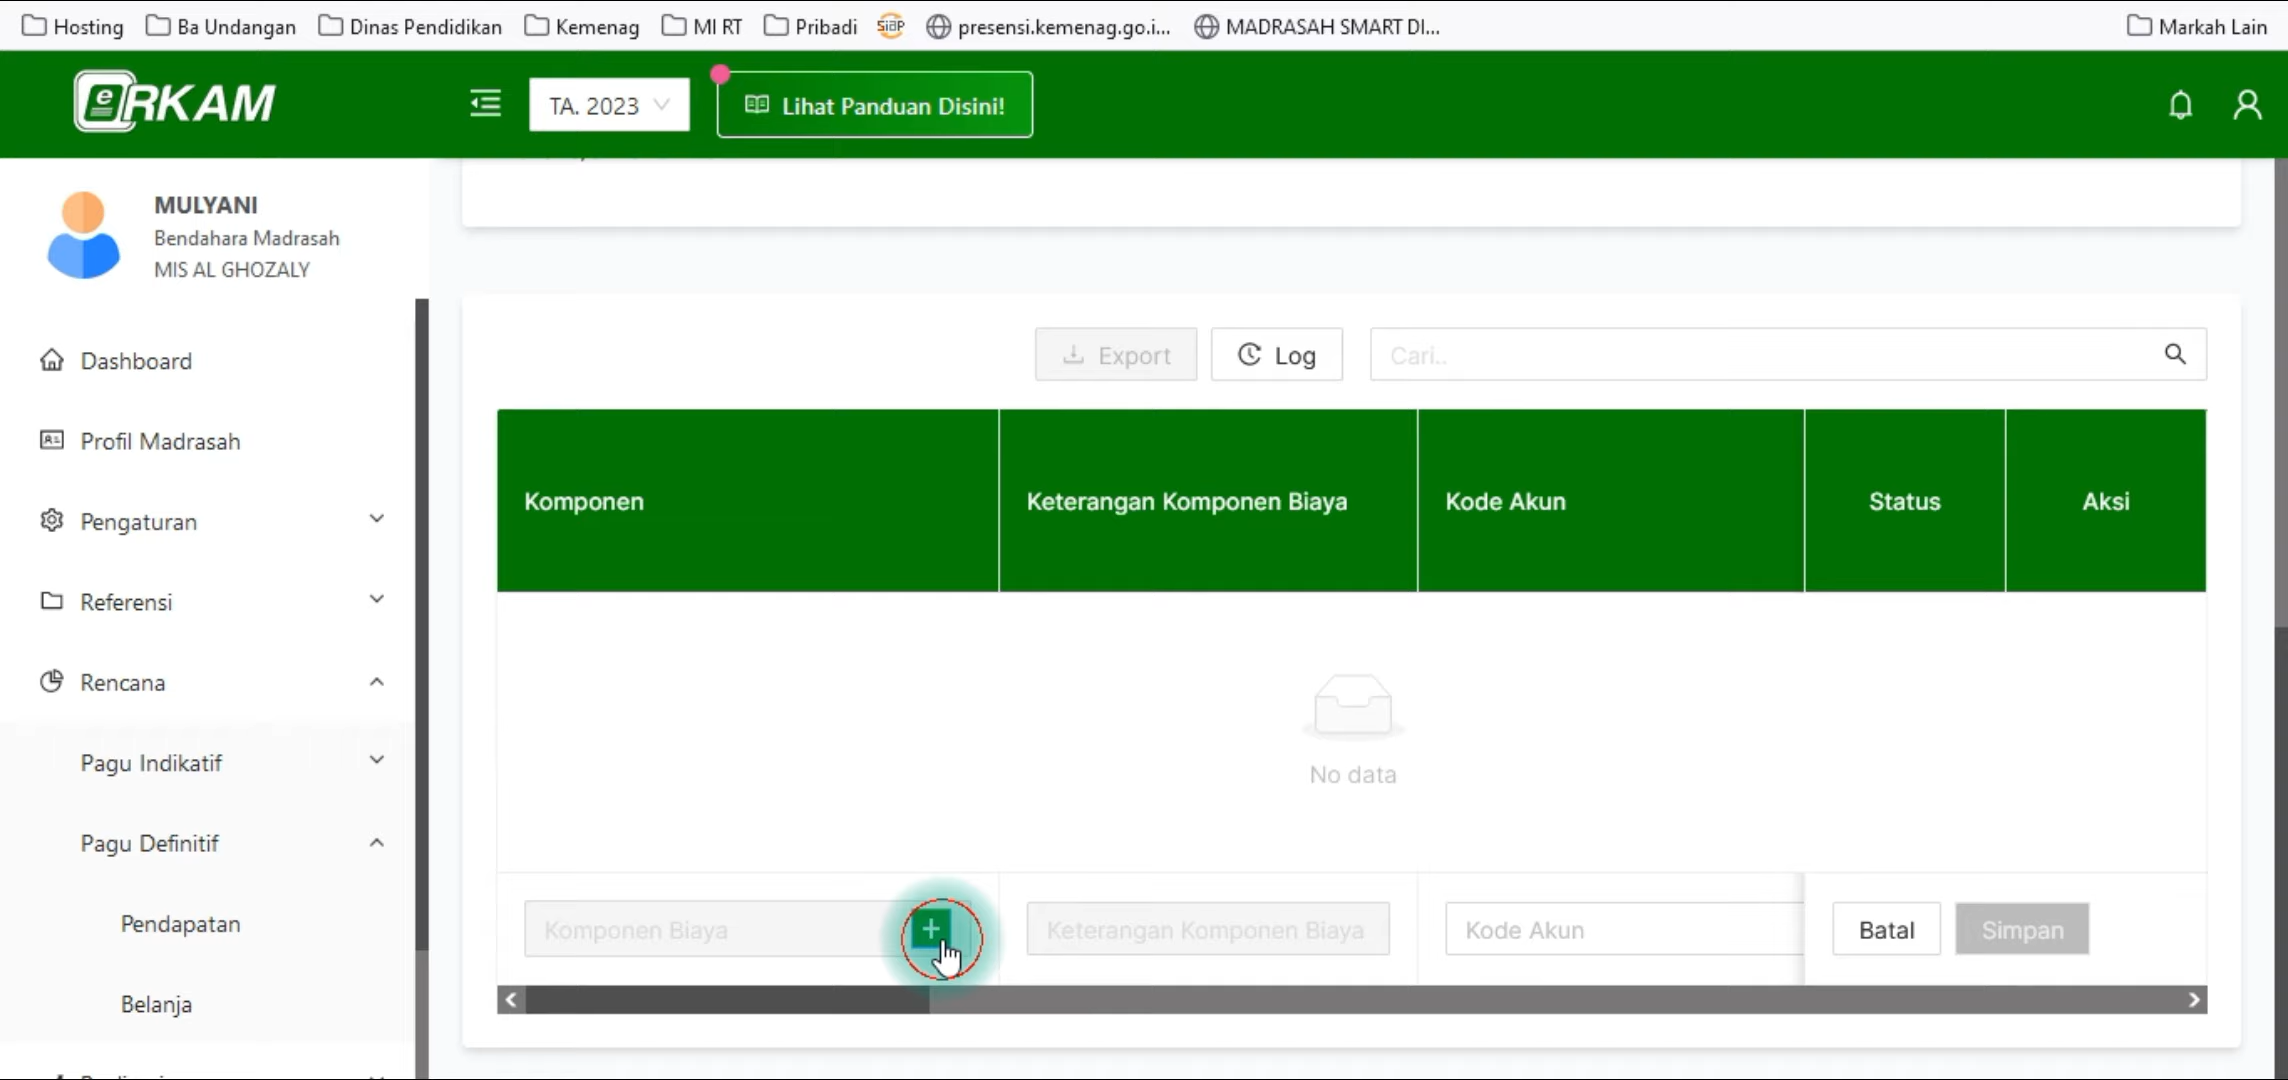 Hosting Ba Undangan Dinas Pendidikan Kemenag MI RT Pribadi SIAP presensi.kemenag.go.i... MADRASAH SMART DI... Markah Lain
eRKAM TA. 2023 Lihat Panduan Disini!
MULYANI
Bendahara Madrasah
MIS AL GHOZALY
Export Log Cari..
Dashboard
Profil Madrasah
Komponen Keterangan Komponen Biaya Kode Akun Status Aksi
Pengaturan
Referensi
Rencana
Pagu Indikatif
No data
Pagu Definitif
Pendapatan
Komponen Biaya + Keterangan Komponen Biaya Kode Akun Batal Simpan
Belanja